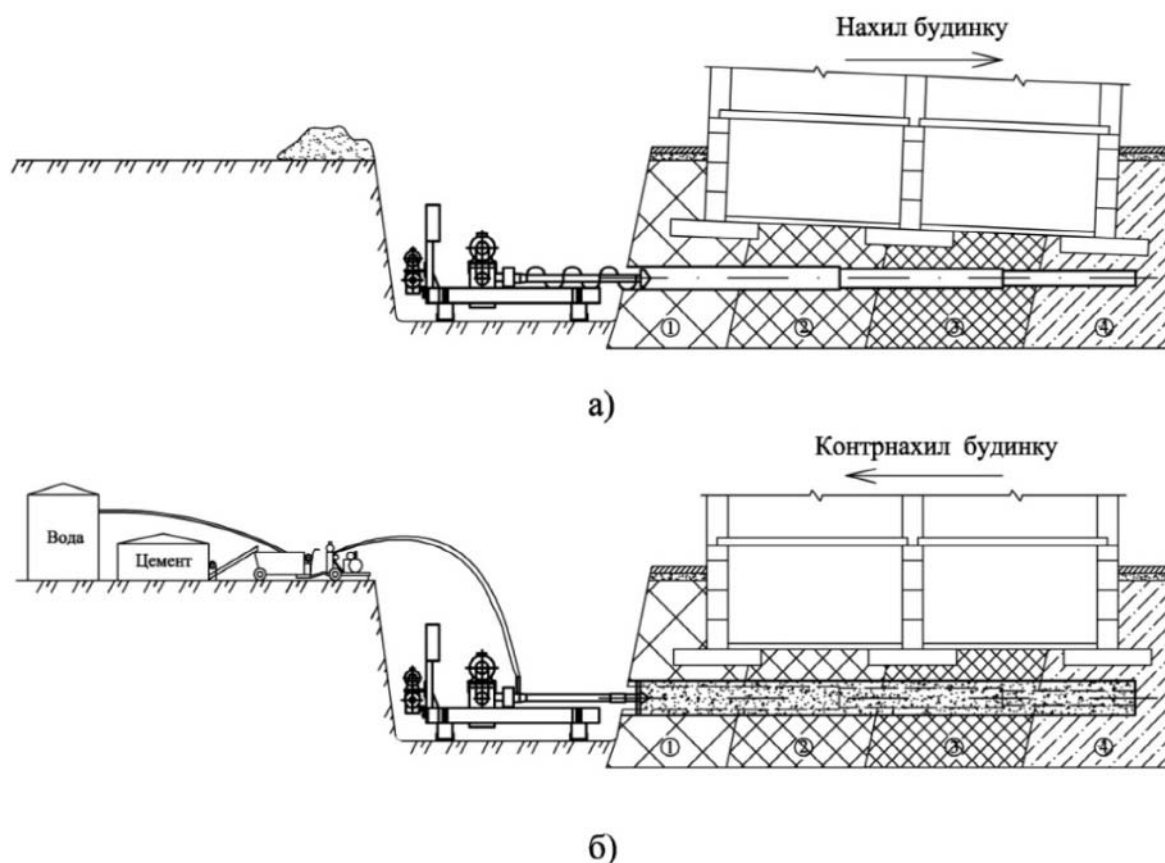 Нахил будинку
① ② ③ ④
а)
Контрнахил будинку
Вода
Цемент
① ② ③ ④
б)